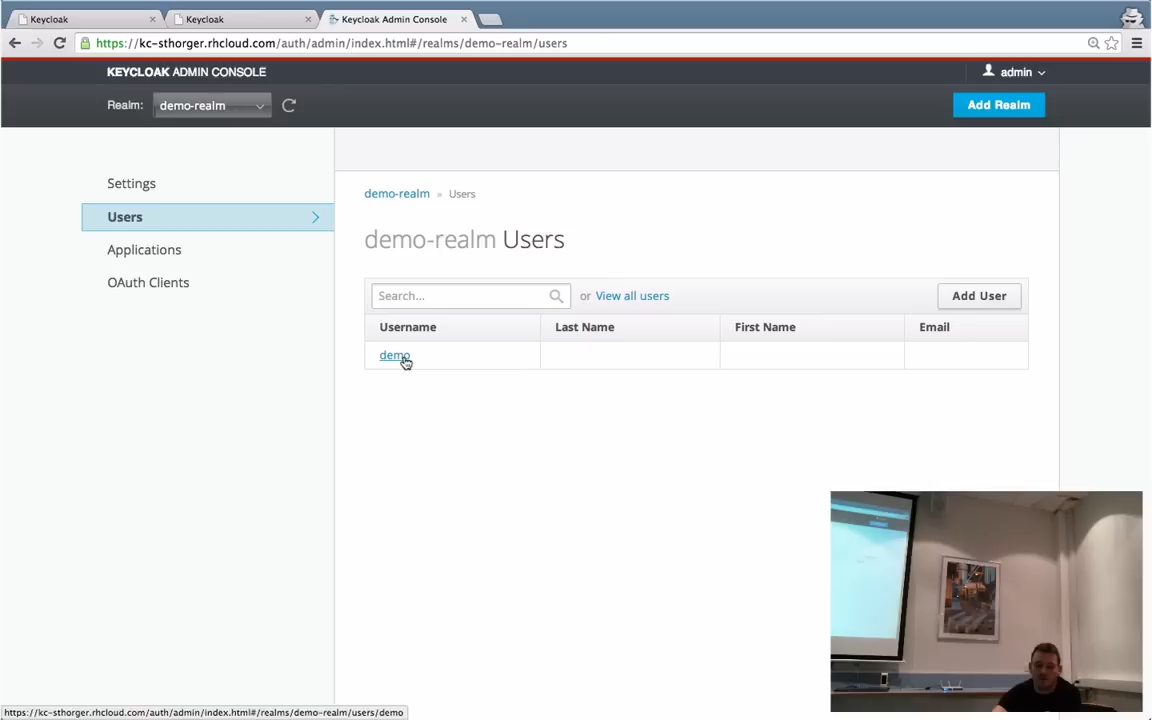 Keycloak
Keycloak
Keycloak Admin Console
https://kc-sthorger.rhcloud.com/auth/admin/index.html#/realms/demo-realm/users
KEYCLOAK ADMIN CONSOLE
admin
Realm:
demo-realm
Add Realm
Settings
Users
Applications
OAuth Clients
demo-realm » Users
demo-realm Users
Search...
or View all users
Add User
Username
Last Name
First Name
Email
demo
https://kc-sthorger.rhcloud.com/auth/admin/index.html#/realms/demo-realm/users/demo